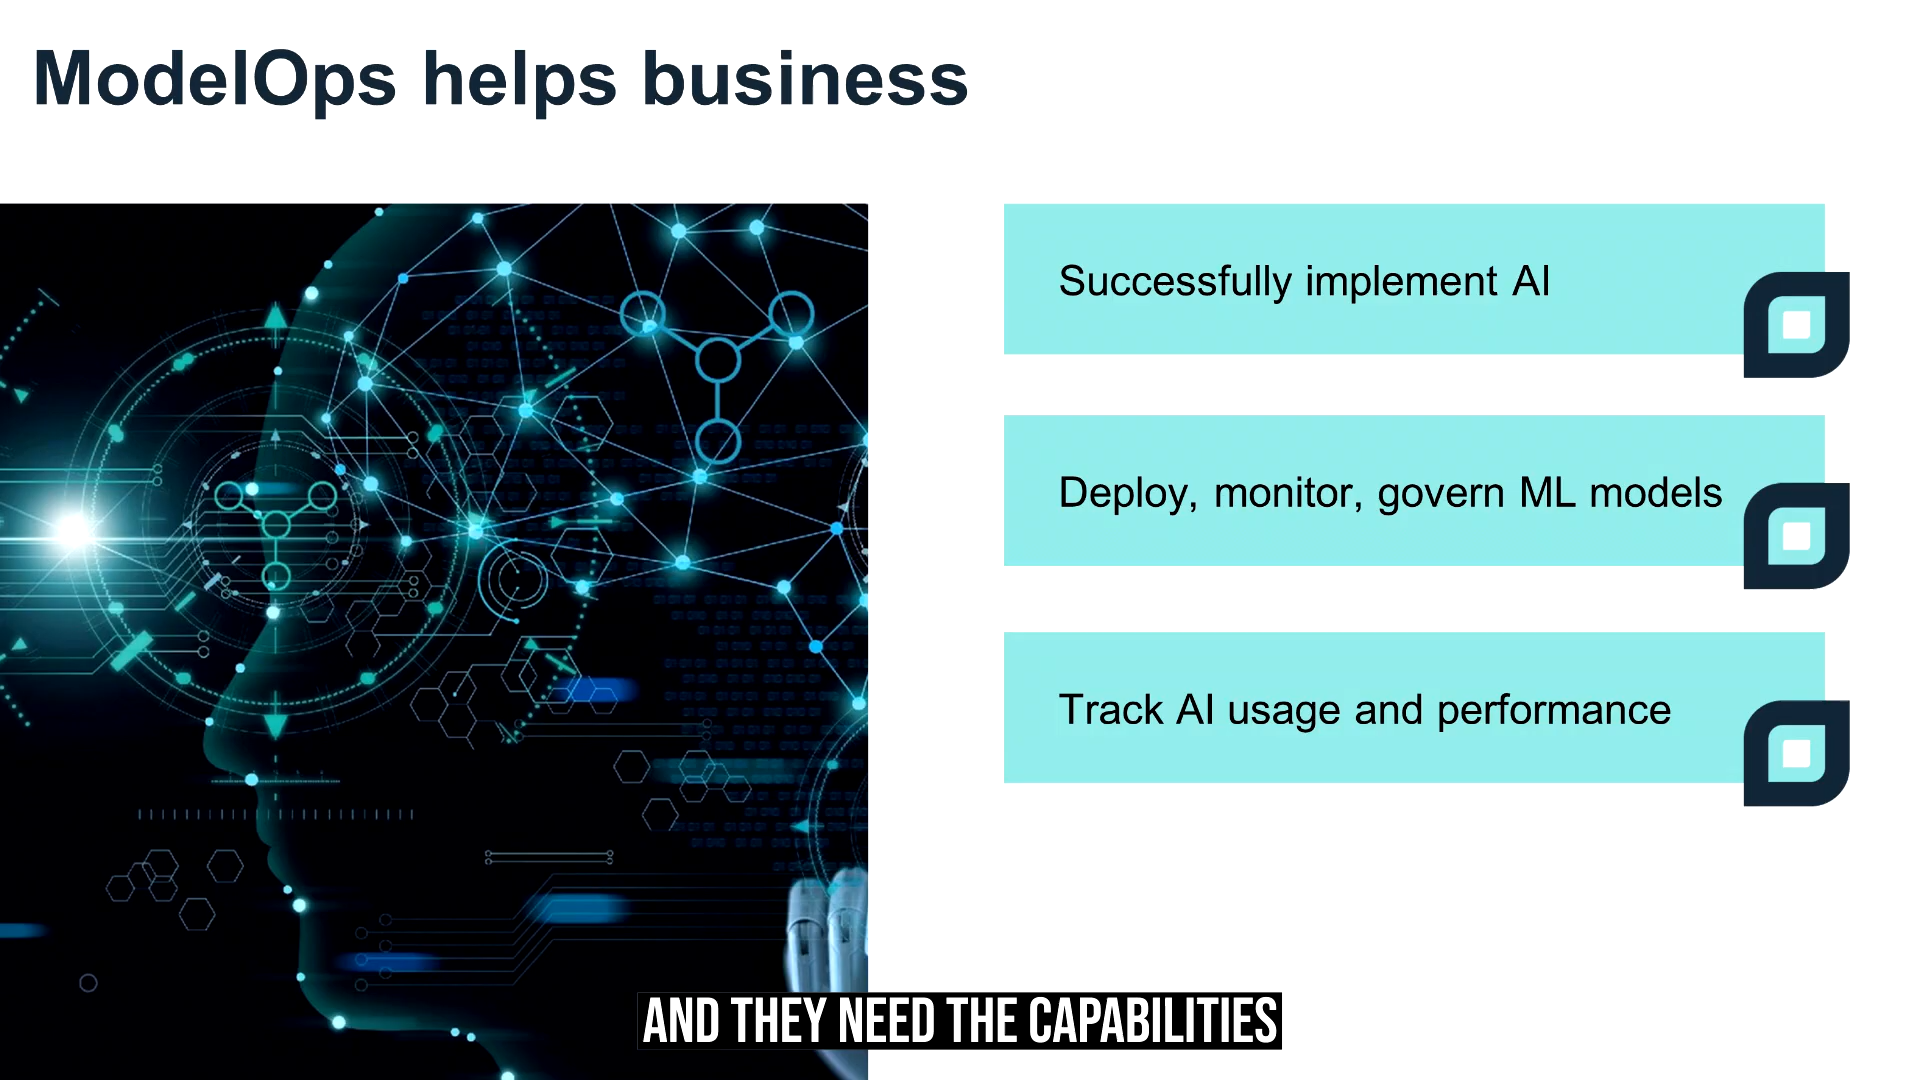 ModelOps helps business
Successfully implement AI
Deploy, monitor, govern ML models
Track AI usage and performance
AND THEY NEED THE CAPABILITIES